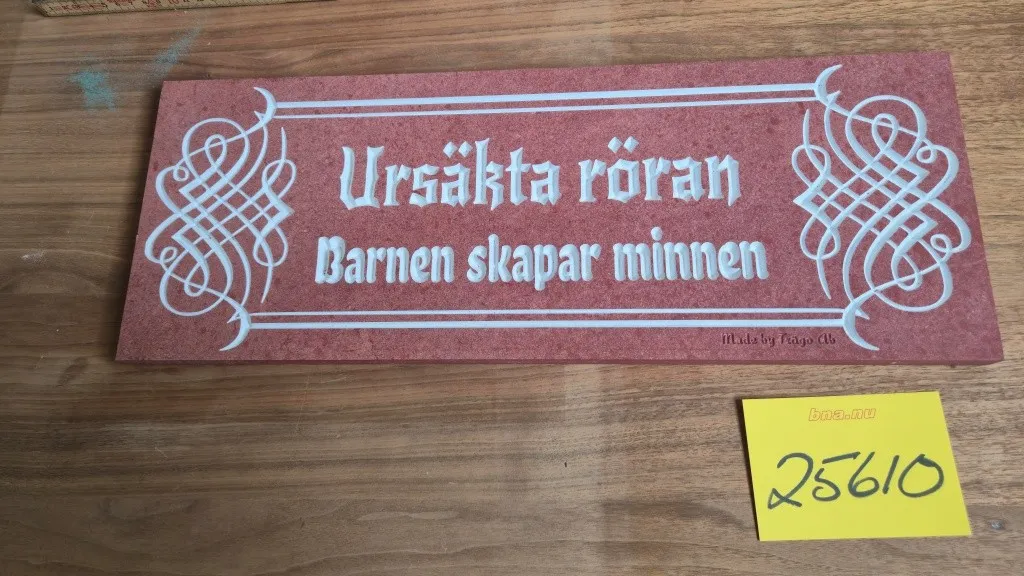 Ursäkta röran
Barnen skapar minnen
Made by Trägo Ab
bna.nu
25610